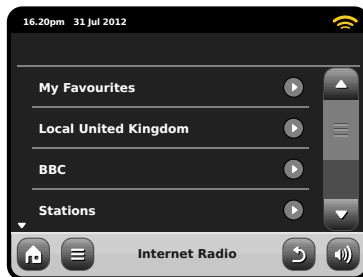 16.20pm 31 Jul 2012
My Favourites
Local United Kingdom
BBC
Stations
Internet Radio